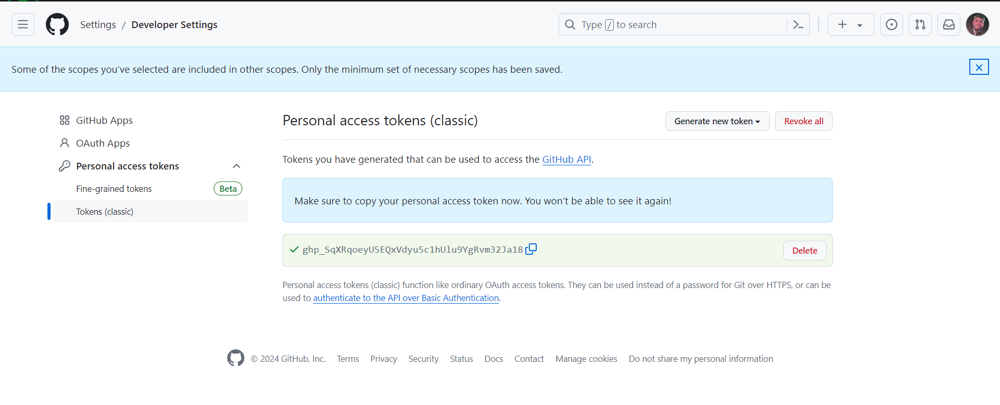 Settings / Developer Settings
Type / to search
Some of the scopes you've selected are included in other scopes. Only the minimum set of necessary scopes has been saved.
GitHub Apps
OAuth Apps
Personal access tokens
Fine-grained tokens Beta
Tokens (classic)
Personal access tokens (classic)
Generate new token
Revoke all
Tokens you have generated that can be used to access the GitHub API.
Make sure to copy your personal access token now. You won't be able to see it again!
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
Delete
Personal access tokens (classic) function like ordinary OAuth access tokens. They can be used instead of a password for Git over HTTPS, or can be
used to authenticate to the API over Basic Authentication.
© 2024 GitHub, Inc. Terms Privacy Security Status Docs Contact Manage cookies Do not share my personal information